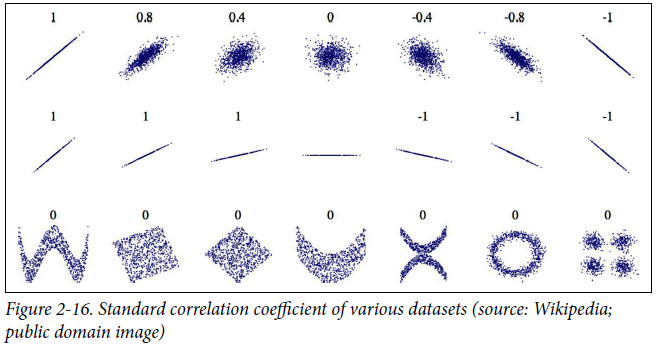 1 0.8 0.4 0 -0.4 -0.8 -1
1 1 1 -1 -1 -1
0 0 0 0 0 0 0
Figure 2-16. Standard correlation coefficient of various datasets (source: Wikipedia;
public domain image)